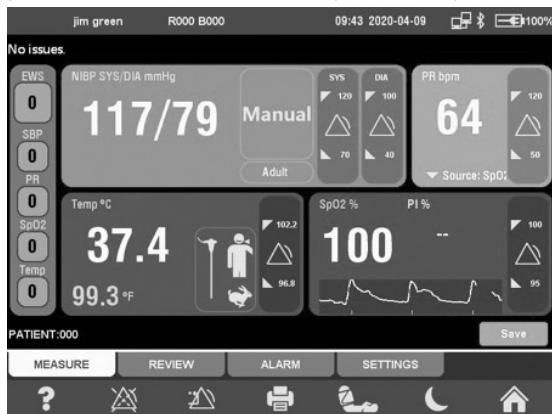 jim green R000 B000 09:43 2020-04-09 100%
No issues.
EWS
0
SBP
0
PR
0
SpO2
0
Temp
0
NIBP SYS/DIA mmHg
117/79
Manual
Adult
SYS
120
70
DIA
100
40
PR bpm
64
Source: SpO2
120
50
Temp °C
37.4
99.3 °F
102.2
96.8
SpO2 % PI %
100 --
100
95
PATIENT:000
Save
MEASURE REVIEW ALARM SETTINGS
?